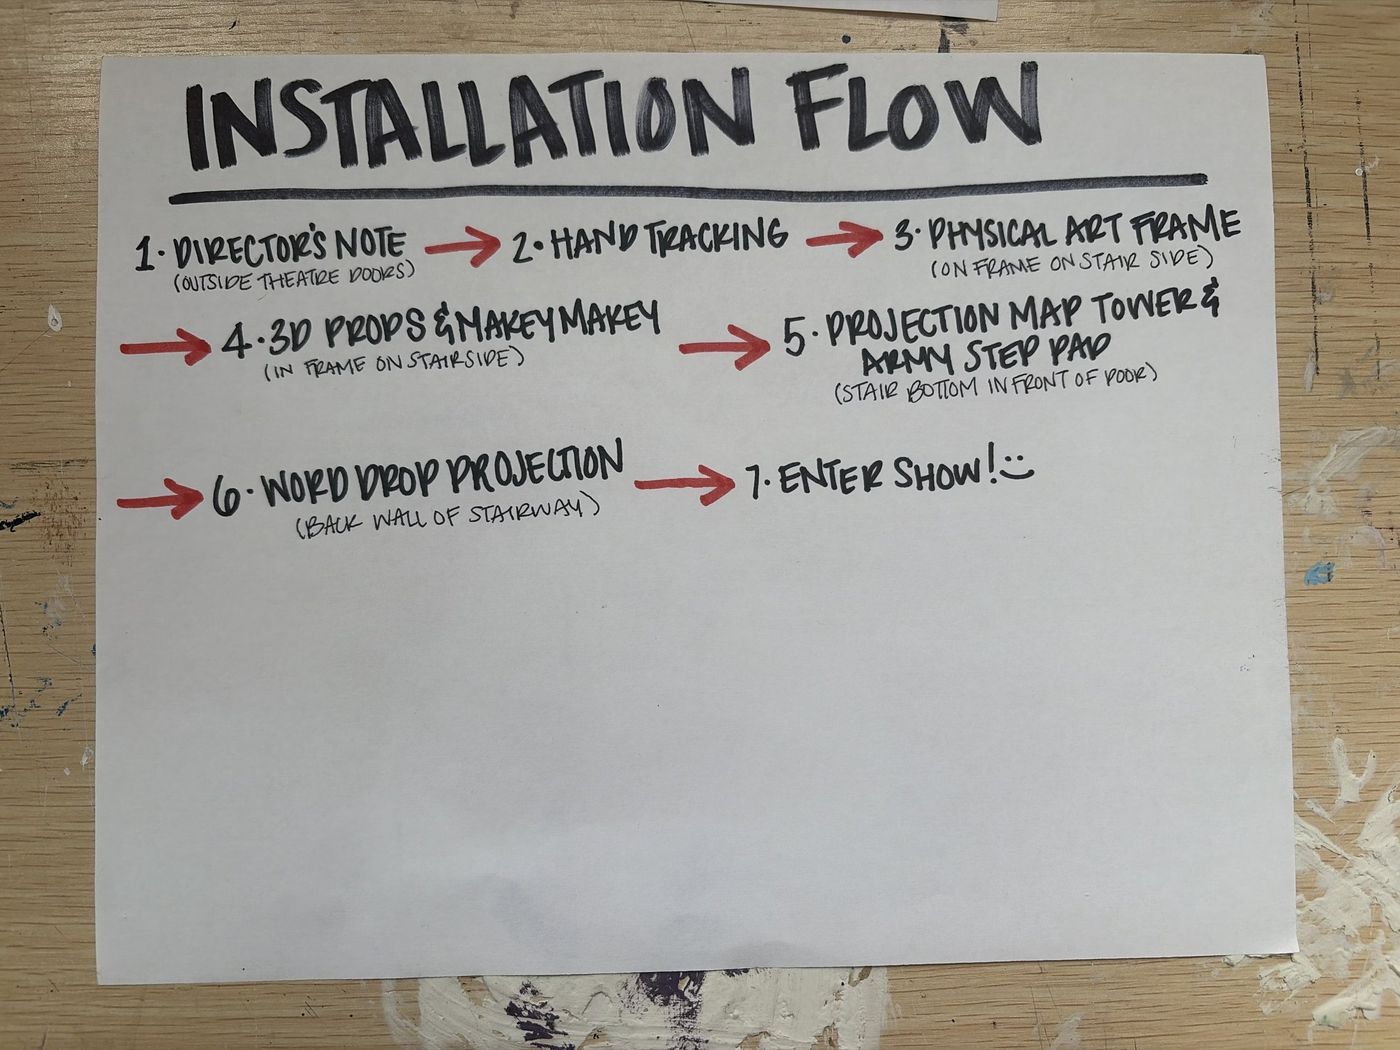 INSTALLATION FLOW
1. DIRECTOR'S NOTE → 2. HAND TRACKING → 3. PHYSICAL ART FRAME
(OUTSIDE THEATRE DOORS) (ON FRAME ON STAIR SIDE)
→ 4. 3D PROPS & MAKEY MAKEY → 5. PROJECTION MAP TOWER &
ARMY STEP PAD
(IN FRAME ON STAIRSIDE) (STAIR BOTTOM IN FRONT OF DOOR)
→ 6. WORD DROP PROJECTION → 7. ENTER SHOW! :)
(BACK WALL OF STAIRWAY)